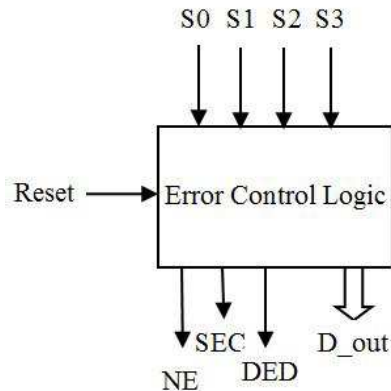 S0 S1 S2 S3
Reset
Error Control Logic
SEC
D_out
NE
DED